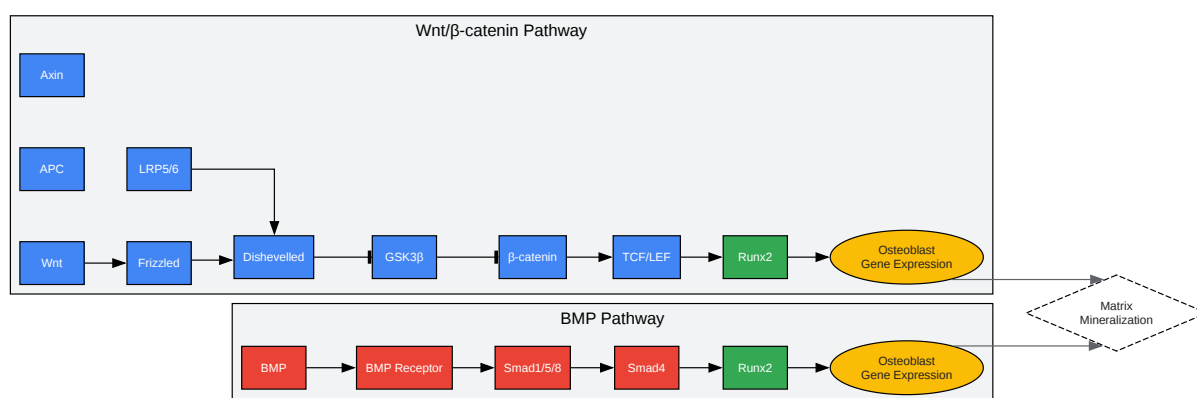 Wnt/β-catenin Pathway
Axin
APC
LRP5/6
Wnt
Frizzled
Dishevelled
GSK3β
β-catenin
TCF/LEF
Runx2
Osteoblast
Gene Expression
Matrix
Mineralization
BMP Pathway
BMP
BMP Receptor
Smad1/5/8
Smad4
Runx2
Osteoblast
Gene Expression